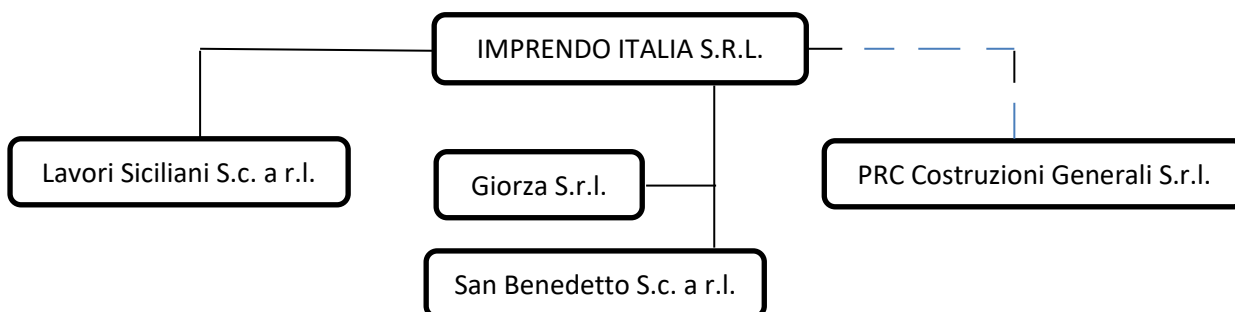 IMPRENDO ITALIA S.R.L.
Lavori Siciliani S.c. a r.l.
Giorza S.r.l.
PRC Costruzioni Generali S.r.l.
San Benedetto S.c. a r.l.